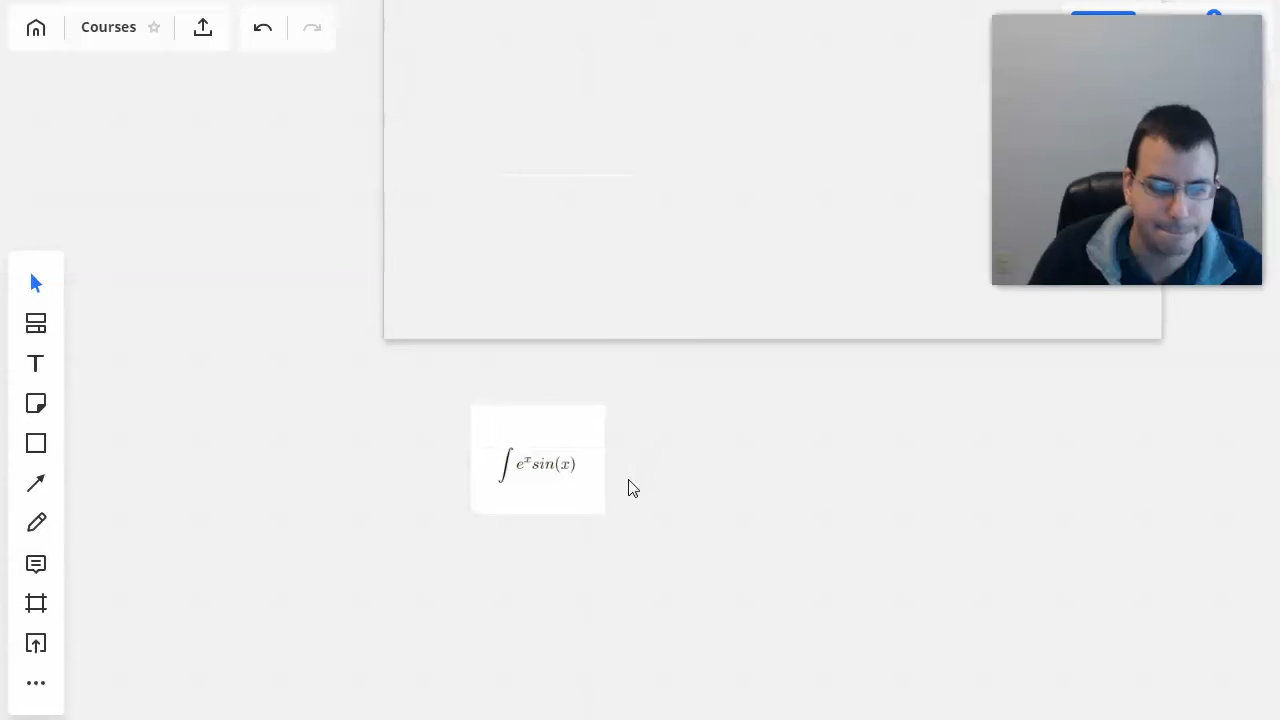 Courses
T
∫ e^x sin(x)